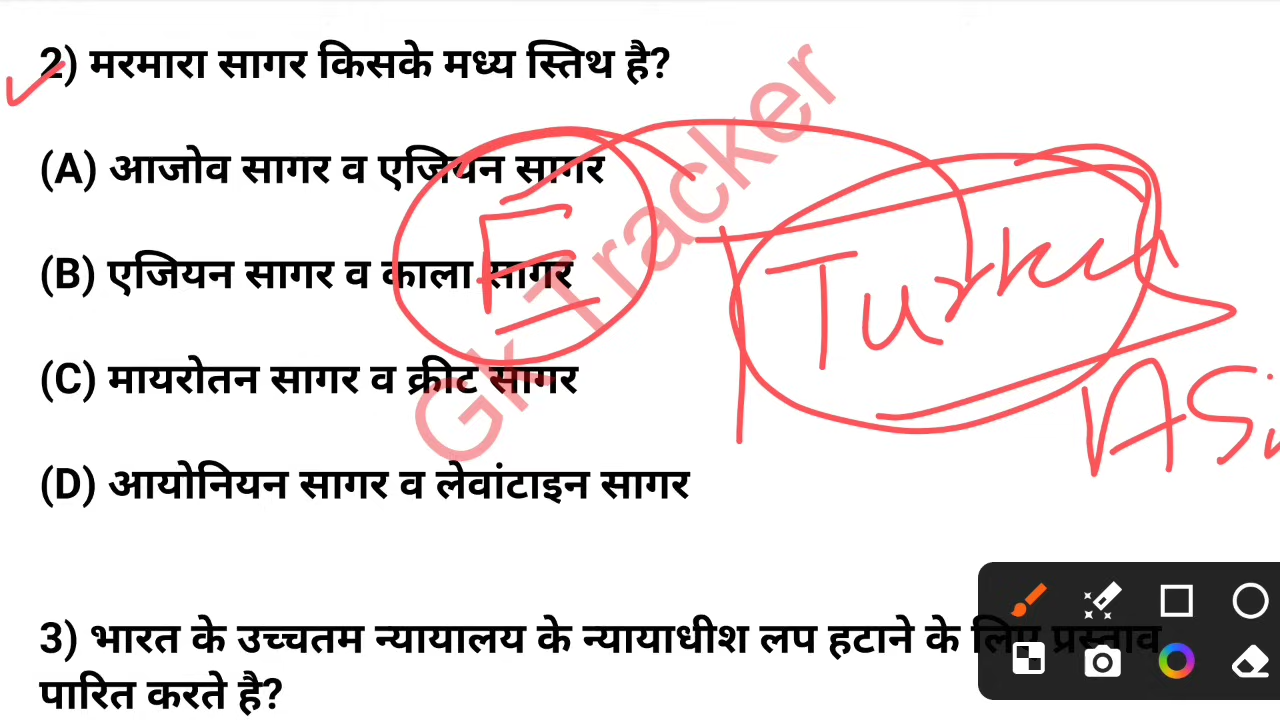 2) मरमारा सागर किसके मध्य स्तिथ है?
(A) आजोव सागर व एजियन सागर
(B) एजियन सागर व काला सागर
(C) मायरोतन सागर व क्रीट सागर
(D) आयोनियन सागर व लेवांटाइन सागर
E
Turkey
ASi
Gk Tracker
3) भारत के उच्चतम न्यायालय के न्यायाधीश लप हटाने के लिए प्रस्ताव
पारित करते है?